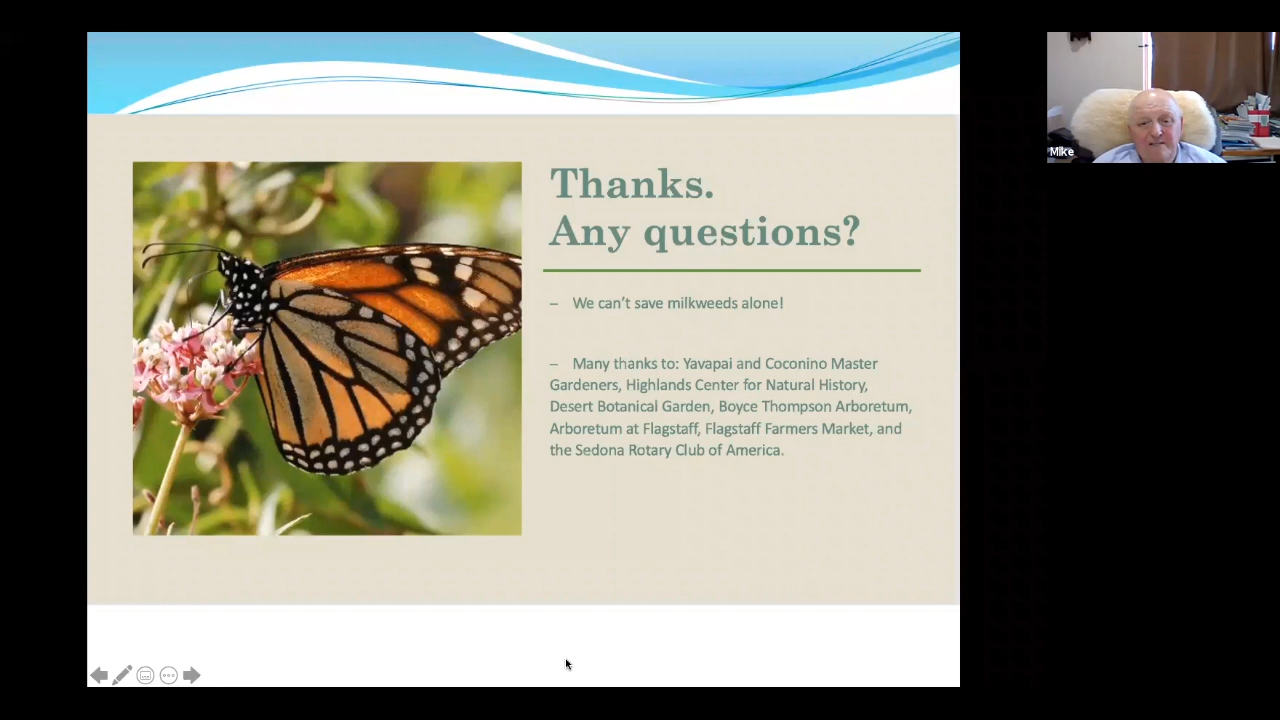 Thanks.
Any questions?
– We can’t save milkweeds alone!
– Many thanks to: Yavapai and Coconino Master
Gardeners, Highlands Center for Natural History,
Desert Botanical Garden, Boyce Thompson Arboretum,
Arboretum at Flagstaff, Flagstaff Farmers Market, and
the Sedona Rotary Club of America.
Mike